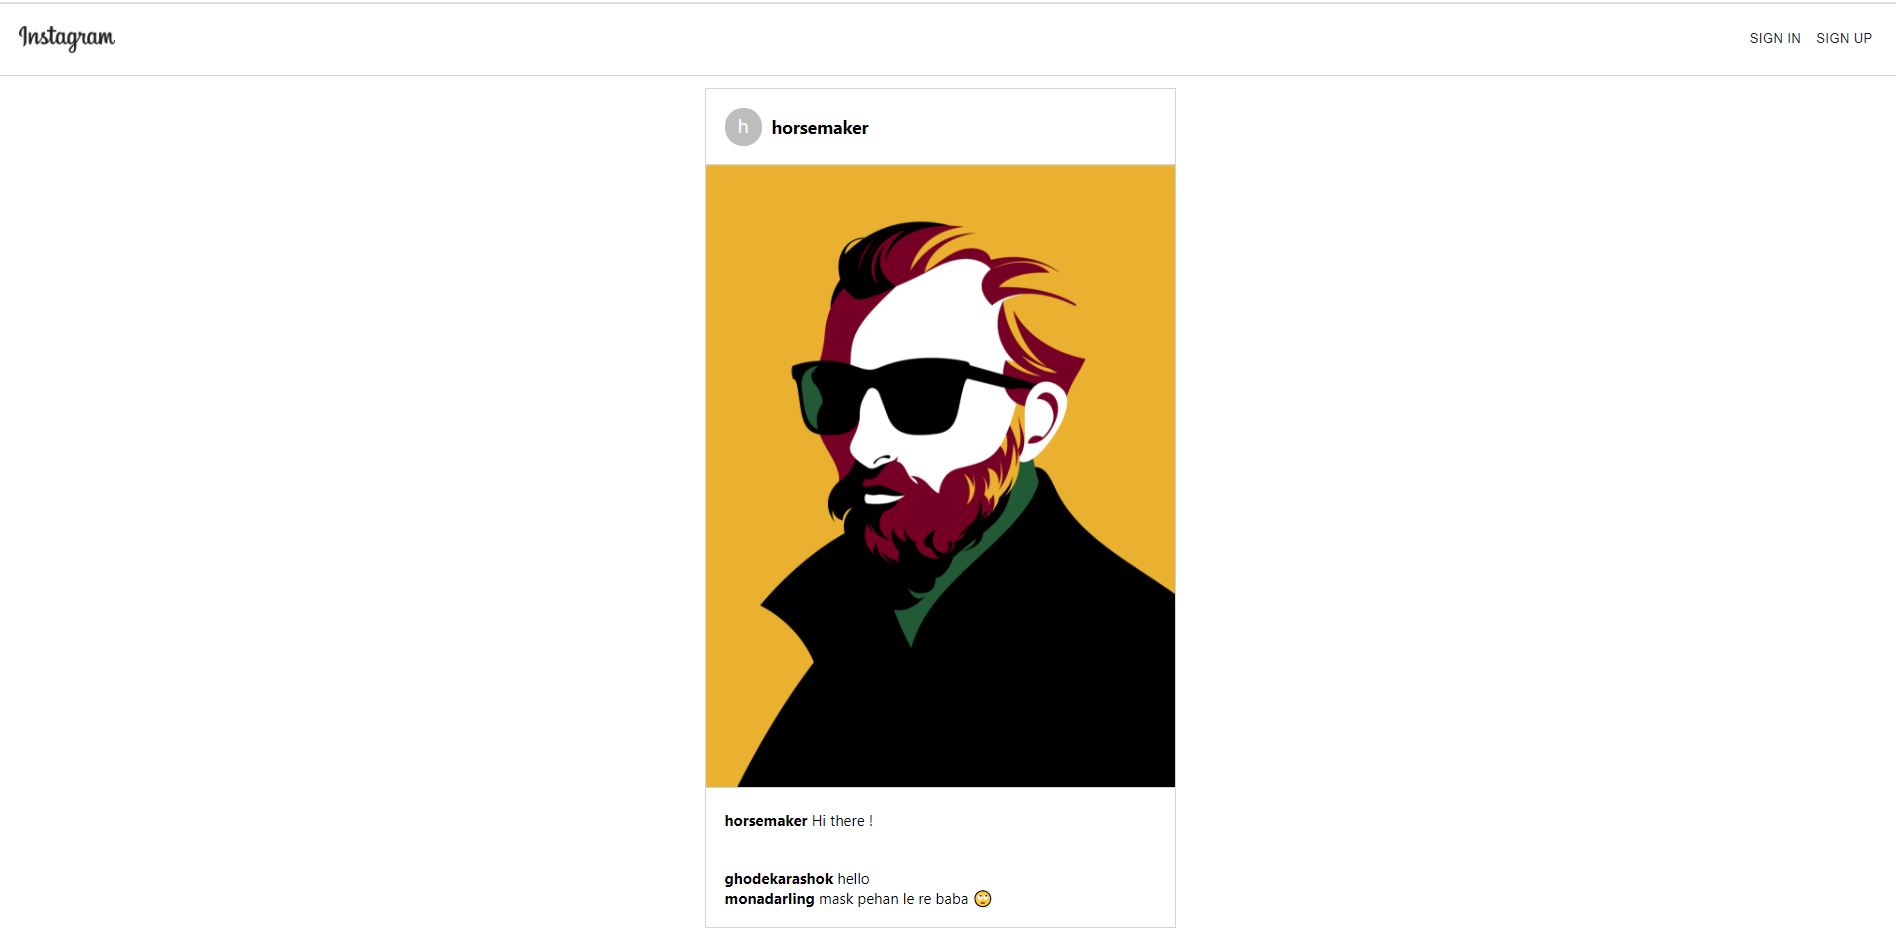 Instagram
SIGN IN SIGN UP
h horsemaker
horsemaker Hi there !
ghodekarashok hello
monadarling mask pehan le re baba 🙄